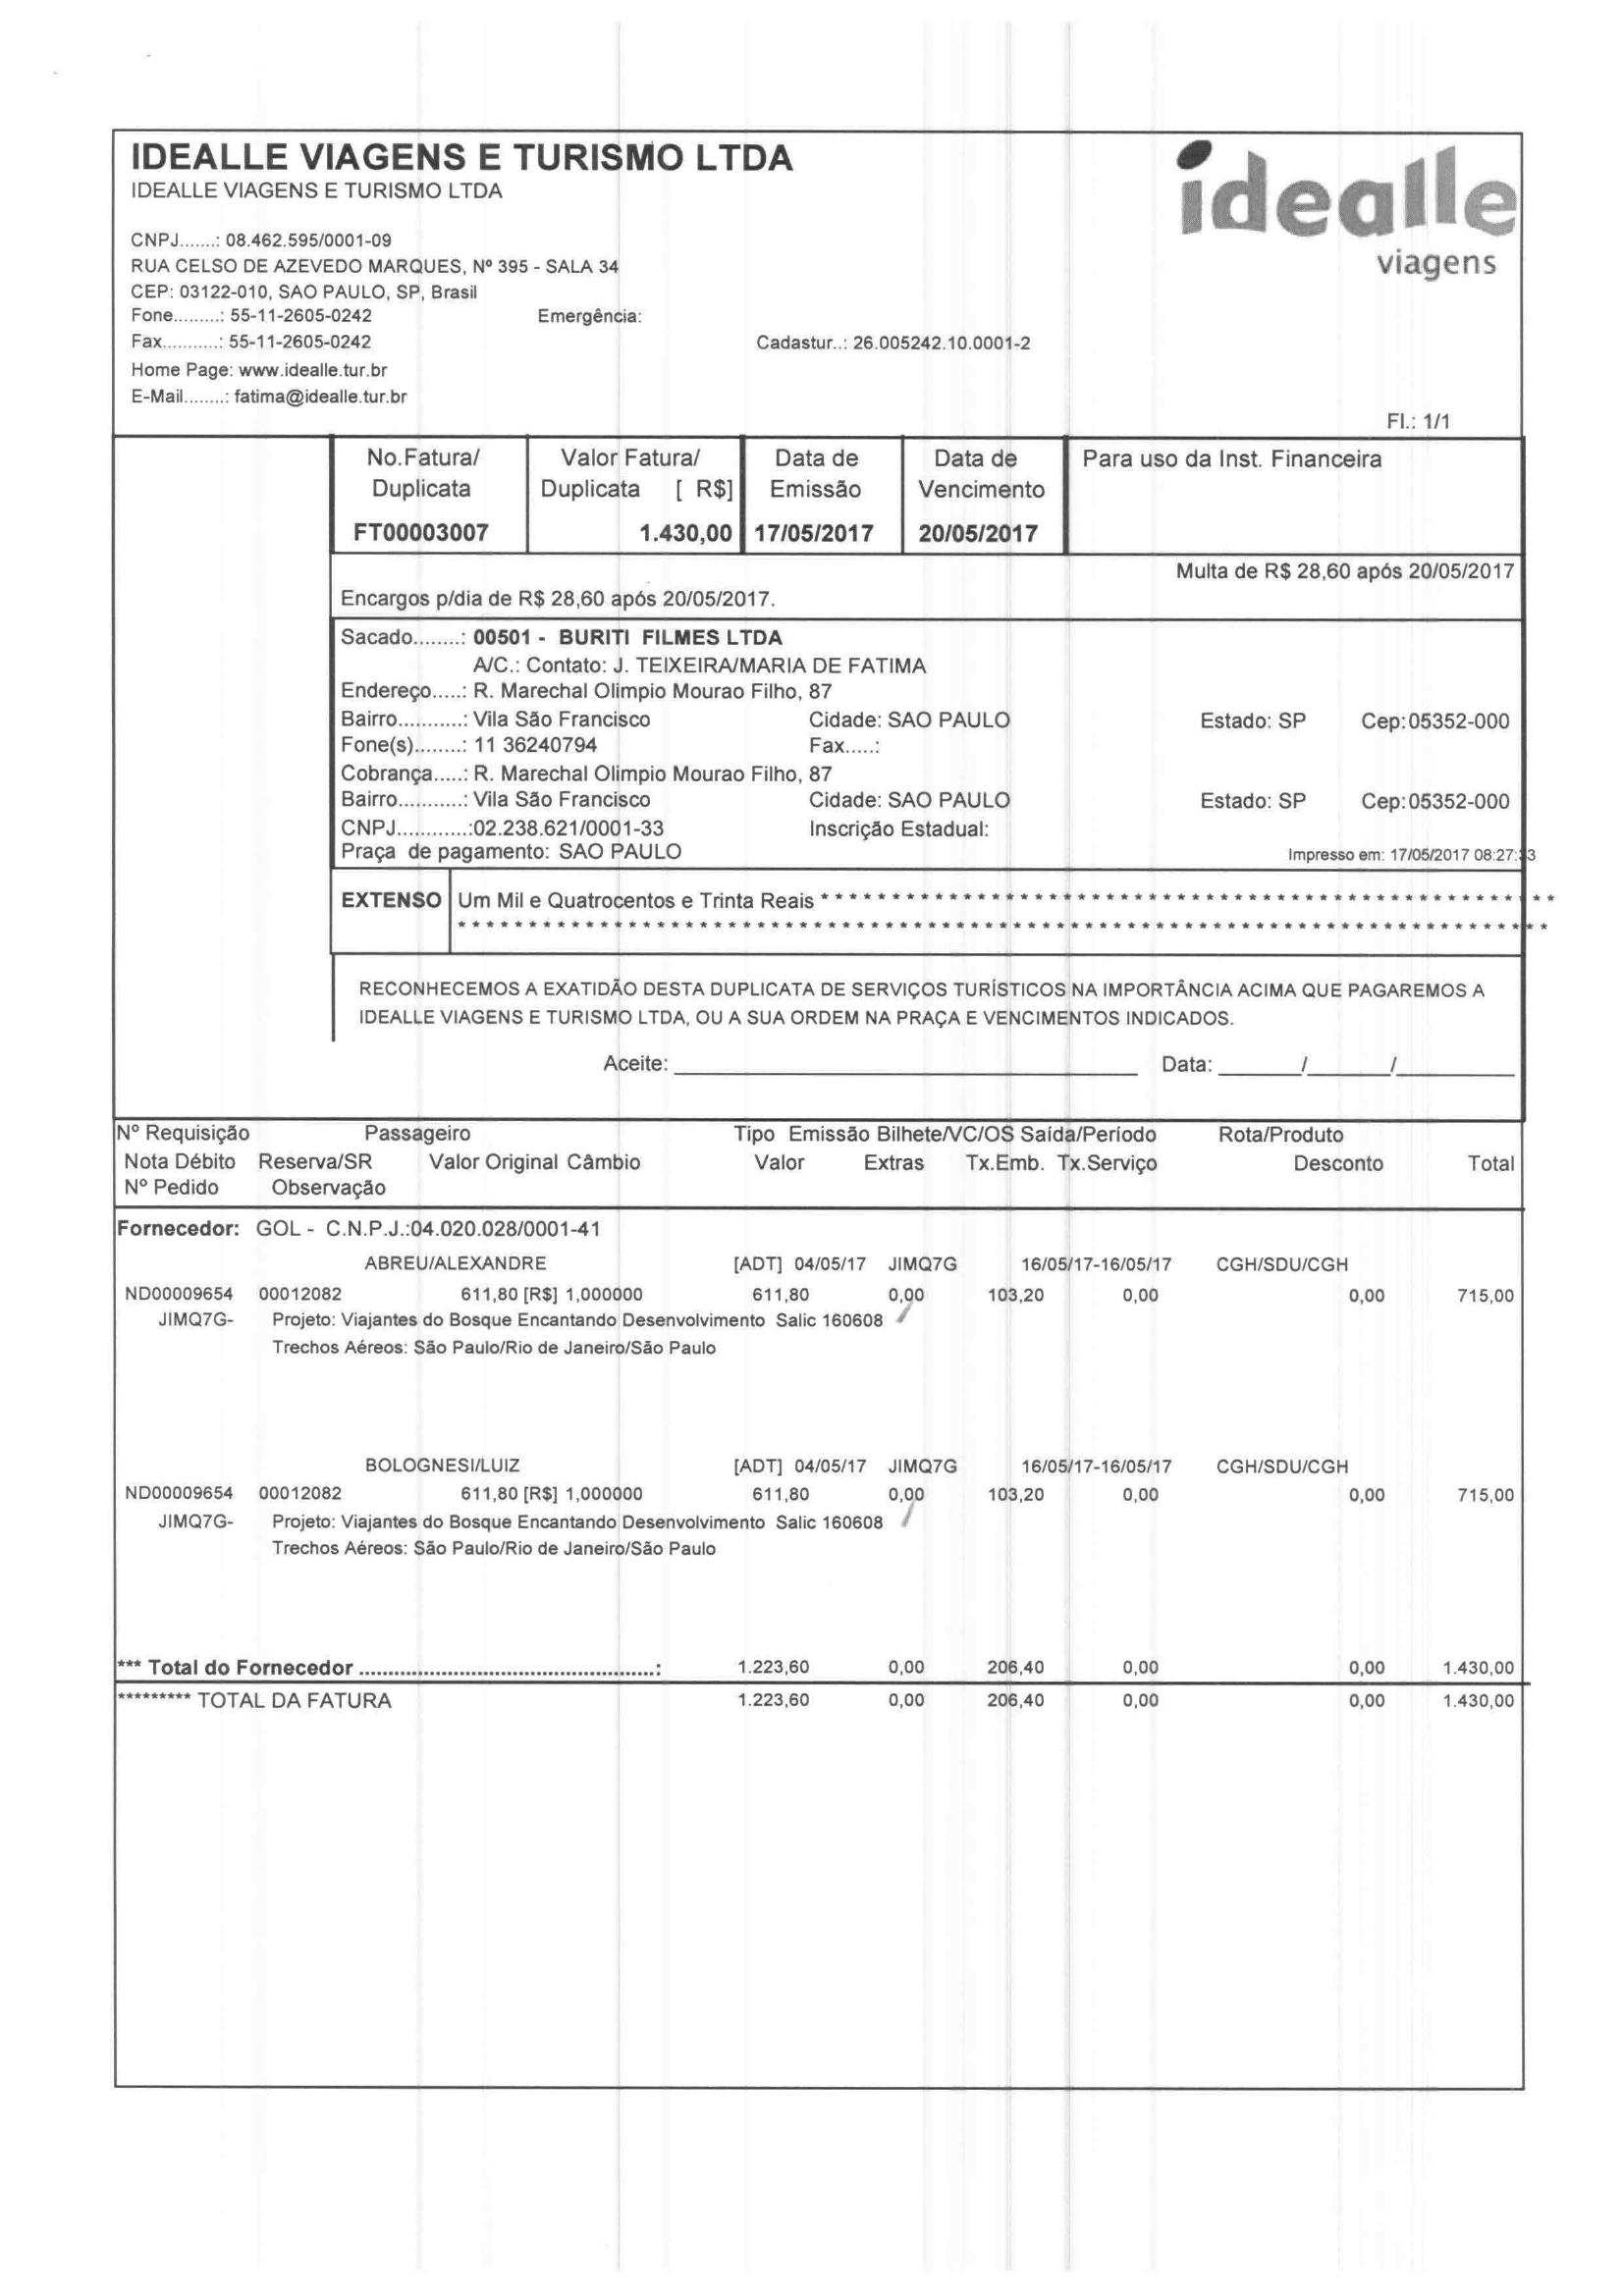 IDEALLE VIAGENS E TURISMO LTDA
IDEALLE VIAGENS E TURISMO LTDA
idealle
viagens
CNPJ.......: 08.462.595/0001-09
RUA CELSO DE AZEVEDO MARQUES, Nº 395 - SALA 34
CEP: 03122-010, SAO PAULO, SP, Brasil
Fone.........: 55-11-2605-0242 Emergência:
Fax...........: 55-11-2605-0242 Cadastur..: 26.005242.10.0001-2
Home Page: www.idealle.tur.br
E-Mail........: fatima@idealle.tur.br
Fl.: 1/1
No.Fatura/ Valor Fatura/ Data de Data de Para uso da Inst. Financeira
Duplicata Duplicata [ R$] Emissão Vencimento
FT00003007 1.430,00 17/05/2017 20/05/2017
Multa de R$ 28,60 após 20/05/2017
Encargos p/dia de R$ 28,60 após 20/05/2017.
Sacado........: 00501 - BURITI FILMES LTDA
A/C.: Contato: J. TEIXEIRA/MARIA DE FATIMA
Endereço.....: R. Marechal Olimpio Mourao Filho, 87
Bairro...........: Vila São Francisco Cidade: SAO PAULO Estado: SP Cep:05352-000
Fone(s)........: 11 36240794 Fax.....:
Cobrança.....: R. Marechal Olimpio Mourao Filho, 87
Bairro...........: Vila São Francisco Cidade: SAO PAULO Estado: SP Cep:05352-000
CNPJ............:02.238.621/0001-33 Inscrição Estadual:
Praça de pagamento: SAO PAULO Impresso em: 17/05/2017 08:27:
EXTENSO Um Mil e Quatrocentos e Trinta Reais * * * * * * * * * * * * * * * * * * * * * * * * * * * * * * * * * * * * * * * * * * * * * * * * * * * *
* * * * * * * * * * * * * * * * * * * * * * * * * * * * * * * * * * * * * * * * * * * * * * * * * * * * * * * * * * * * * * * * * * * * * * * * * * * *
RECONHECEMOS A EXATIDÃO DESTA DUPLICATA DE SERVIÇOS TURÍSTICOS NA IMPORTÂNCIA ACIMA QUE PAGAREMOS A
IDEALLE VIAGENS E TURISMO LTDA, OU A SUA ORDEM NA PRAÇA E VENCIMENTOS INDICADOS.
Aceite: ____________________ Data: ______/______/________
Nº Requisição Passageiro Tipo Emissão Bilhete/VC/OS Saída/Período Rota/Produto
Nota Débito Reserva/SR Valor Original Câmbio Valor Extras Tx.Emb. Tx.Serviço Desconto Total
Nº Pedido Observação
Fornecedor: GOL - C.N.P.J.:04.020.028/0001-41
ABREU/ALEXANDRE [ADT] 04/05/17 JIMQ7G 16/05/17-16/05/17 CGH/SDU/CGH
ND00009654 00012082 611,80 [R$] 1,000000 611,80 0,00 103,20 0,00 0,00 715,00
JIMQ7G- Projeto: Viajantes do Bosque Encantando Desenvolvimento Salic 160608
Trechos Aéreos: São Paulo/Rio de Janeiro/São Paulo
BOLOGNESI/LUIZ [ADT] 04/05/17 JIMQ7G 16/05/17-16/05/17 CGH/SDU/CGH
ND00009654 00012082 611,80 [R$] 1,000000 611,80 0,00 103,20 0,00 0,00 715,00
JIMQ7G- Projeto: Viajantes do Bosque Encantando Desenvolvimento Salic 160608
Trechos Aéreos: São Paulo/Rio de Janeiro/São Paulo
*** Total do Fornecedor .............................................: 1.223,60 0,00 206,40 0,00 0,00 1.430,00
********* TOTAL DA FATURA 1.223,60 0,00 206,40 0,00 0,00 1.430,00